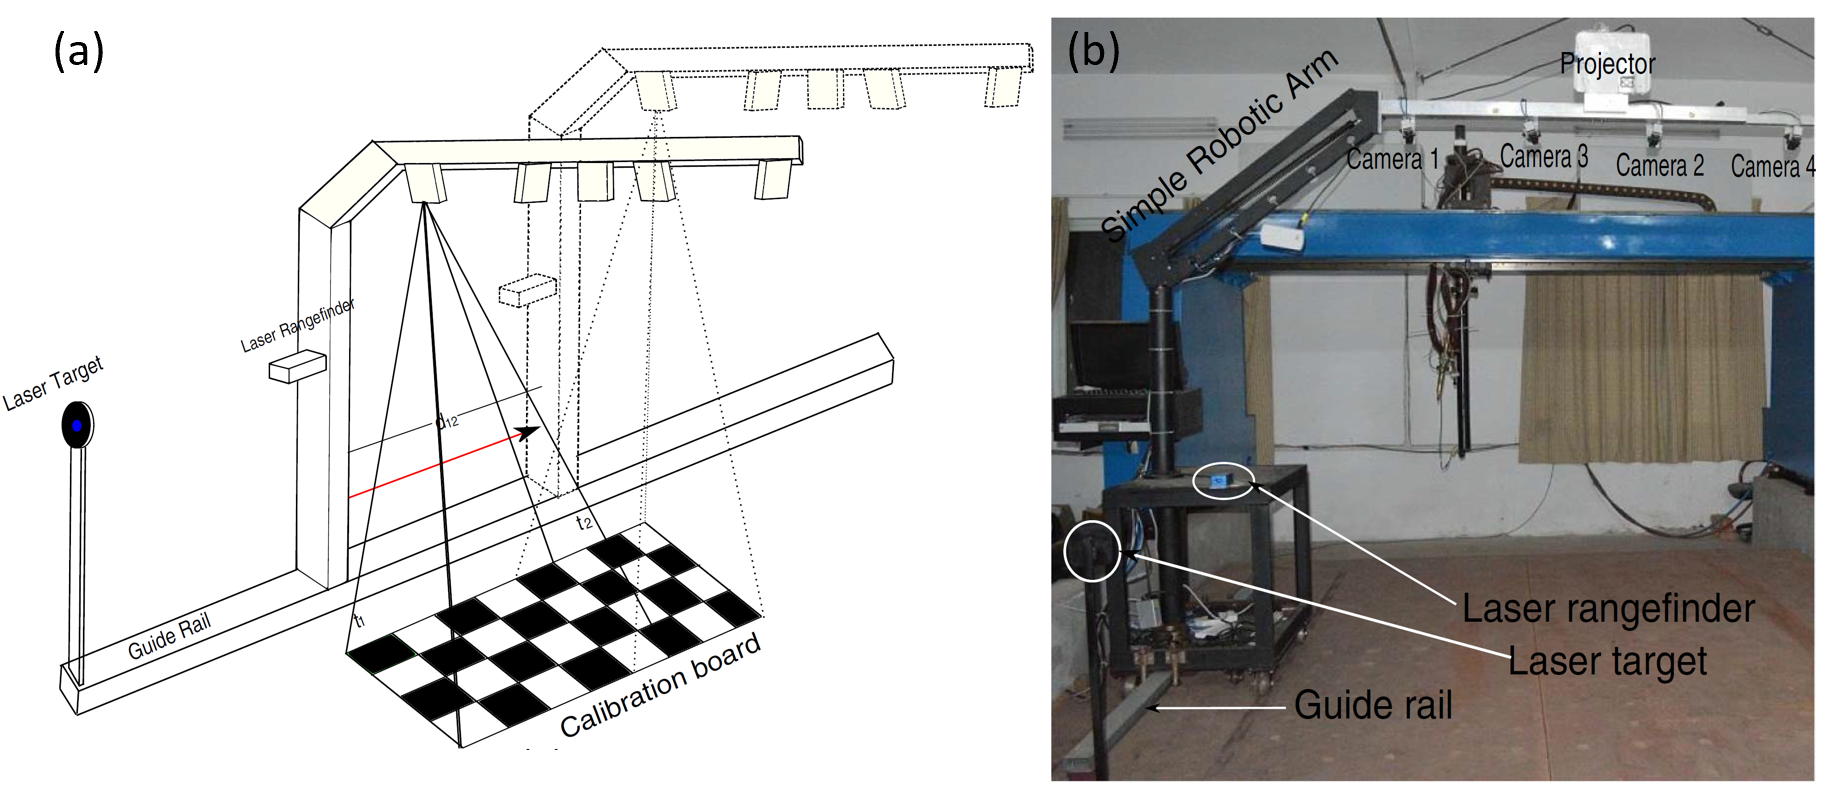 (a)
Laser Rangefinder
Laser Target
d12
t2
t1
Guide Rail
Calibration board
(b)
Projector
Simple Robotic Arm
Camera 1
Camera 3
Camera 2
Camera 4
Laser rangefinder
Laser target
Guide rail